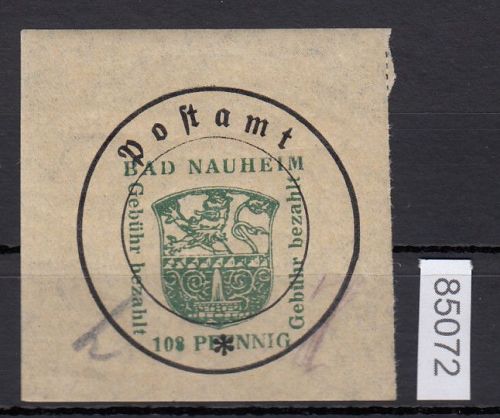 Postamt
BAD NAUHEIM
Gebühr bezahlt
Gebühr bezahlt
108 PFENNIG
85072